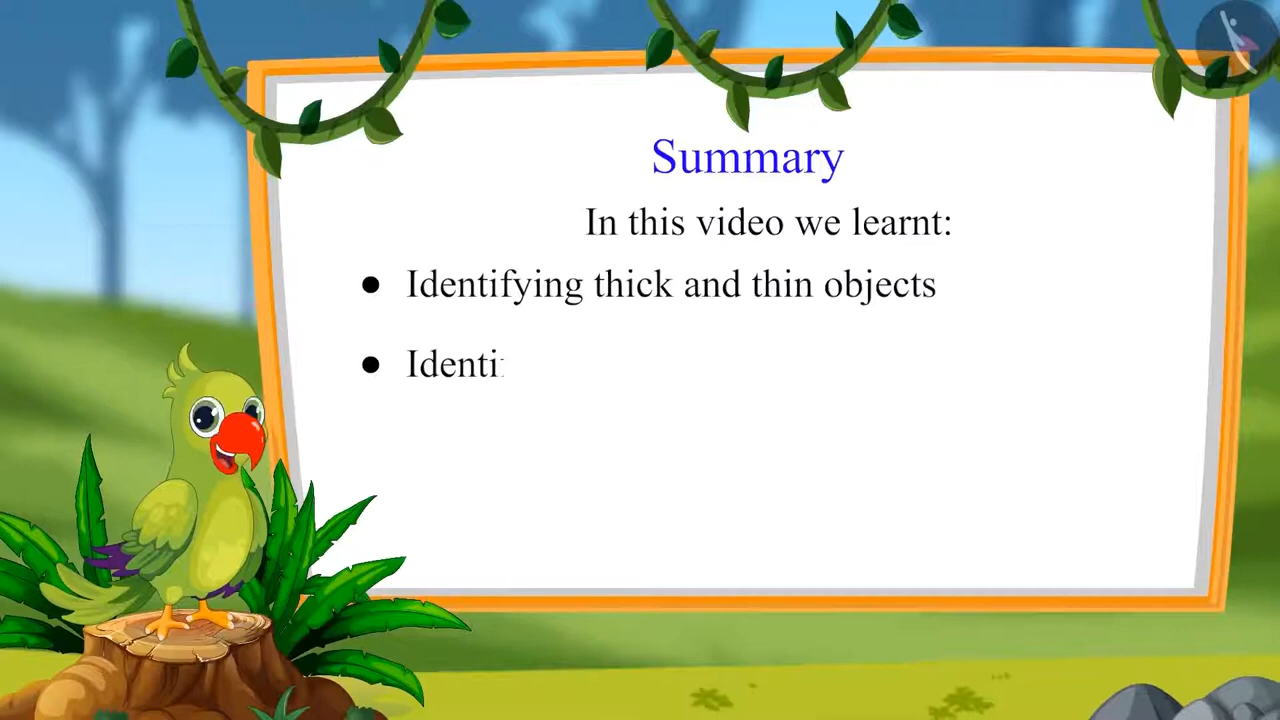 Summary
In this video we learnt:
● Identifying thick and thin objects
● Identi